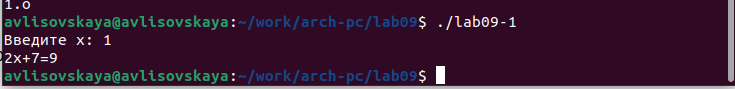 1.o
avlisovskaya@avlisovskaya:~/work/arch-pc/lab09$ ./lab09-1
Введите x: 1
2x+7=9
avlisovskaya@avlisovskaya:~/work/arch-pc/lab09$